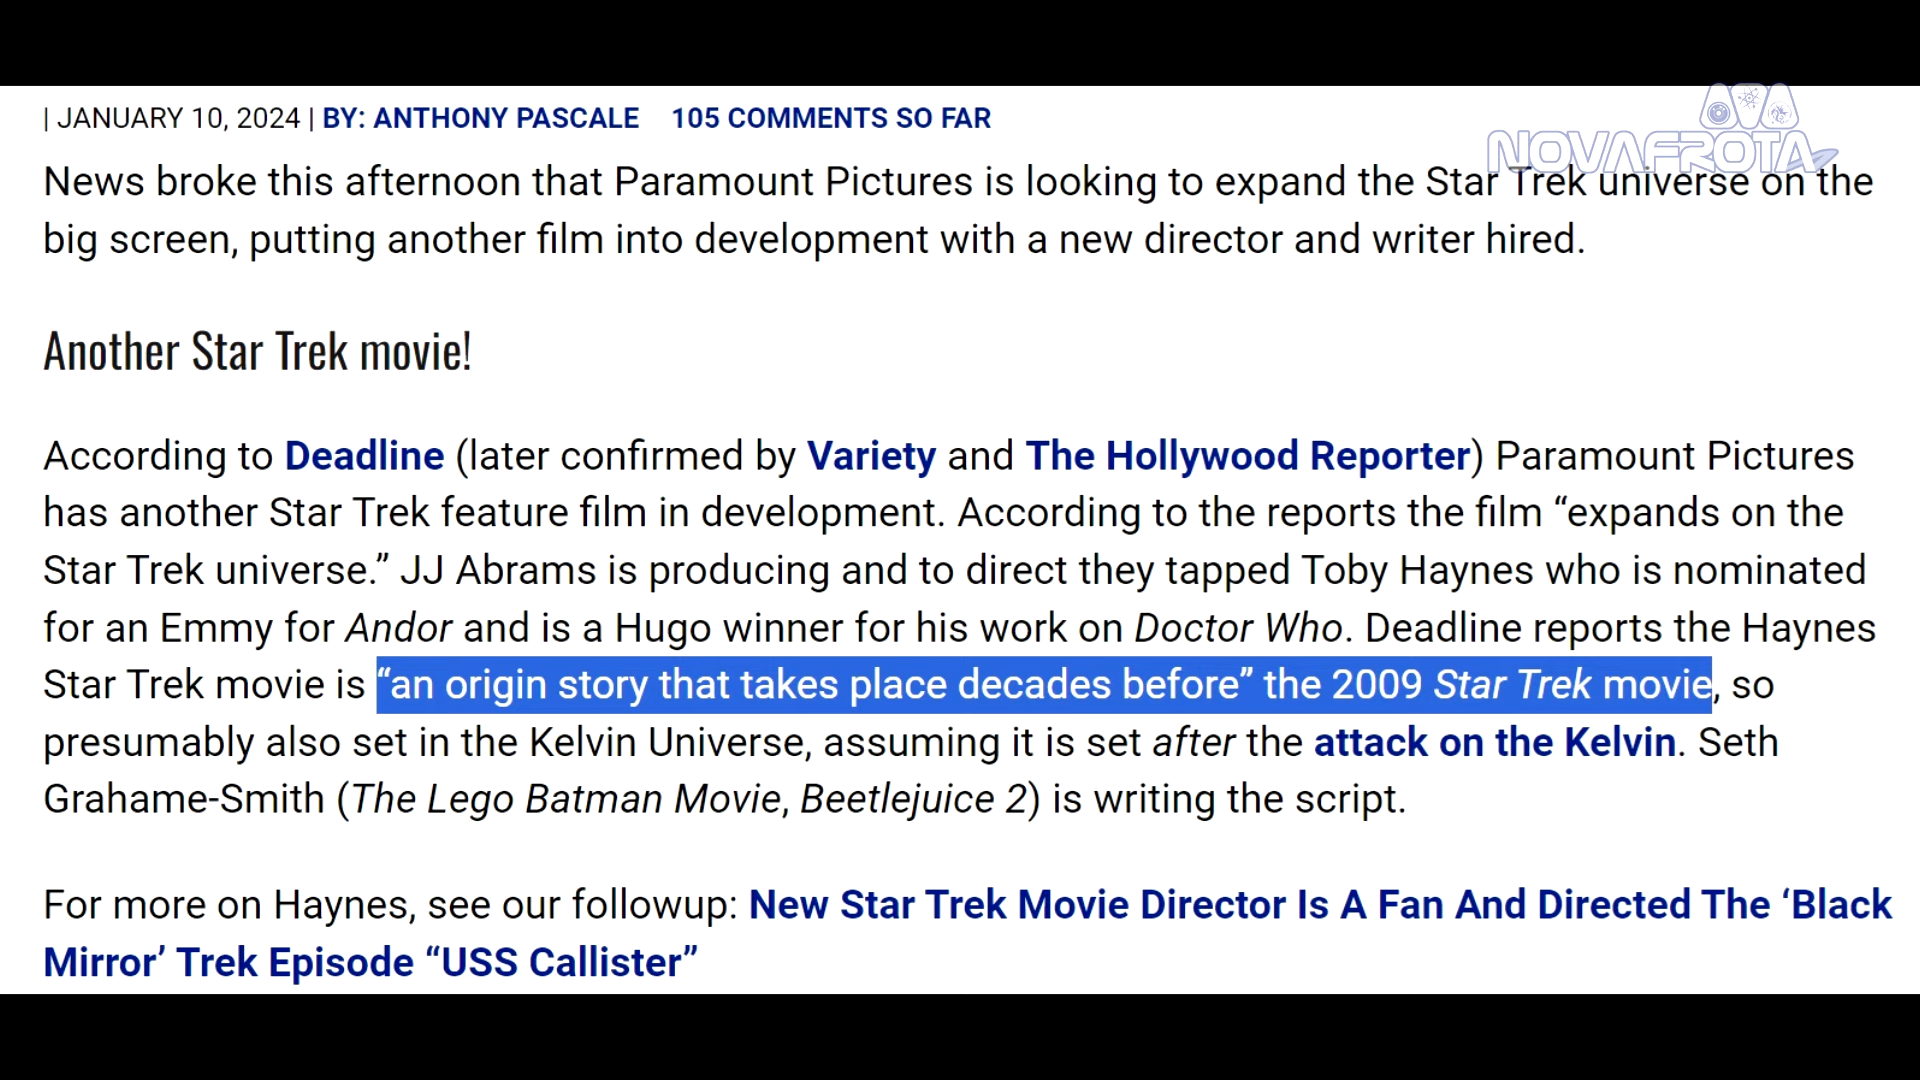 | JANUARY 10, 2024 | BY: ANTHONY PASCALE 105 COMMENTS SO FAR
NOVAFROTA
News broke this afternoon that Paramount Pictures is looking to expand the Star Trek universe on the
big screen, putting another film into development with a new director and writer hired.
Another Star Trek movie!
According to Deadline (later confirmed by Variety and The Hollywood Reporter) Paramount Pictures
has another Star Trek feature film in development. According to the reports the film “expands on the
Star Trek universe.” JJ Abrams is producing and to direct they tapped Toby Haynes who is nominated
for an Emmy for Andor and is a Hugo winner for his work on Doctor Who. Deadline reports the Haynes
Star Trek movie is “an origin story that takes place decades before” the 2009 Star Trek movie, so
presumably also set in the Kelvin Universe, assuming it is set after the attack on the Kelvin. Seth
Grahame-Smith (The Lego Batman Movie, Beetlejuice 2) is writing the script.
For more on Haynes, see our followup: New Star Trek Movie Director Is A Fan And Directed The ‘Black
Mirror’ Trek Episode “USS Callister”